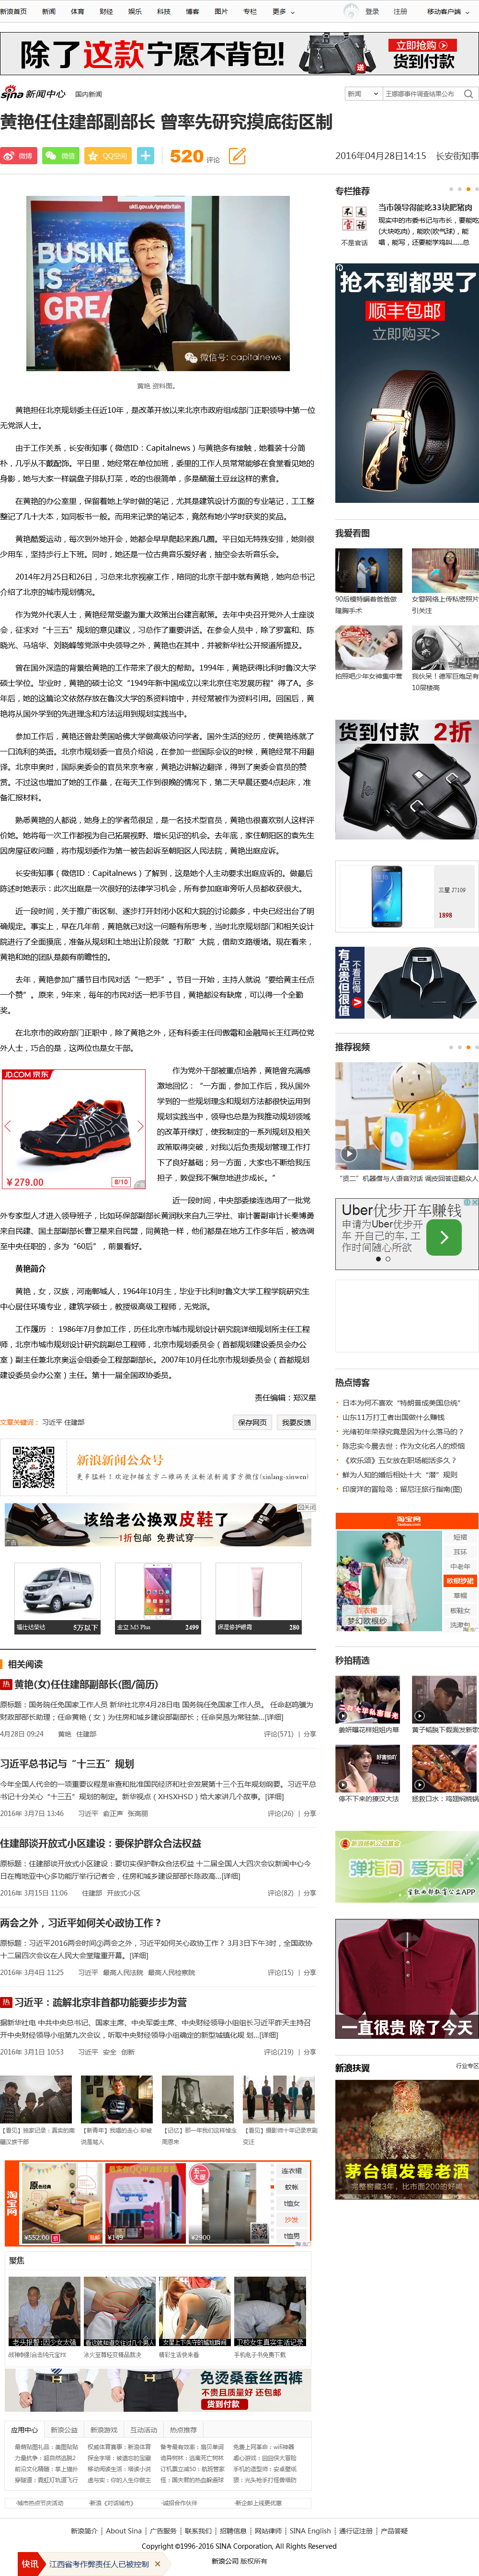 新浪首页 新闻 体育 财经 娱乐 科技 博客 图片 专栏 更多 登录 注册 移动客户端
除了这款宁愿不背包! 立即抢购 货到付款
sina 新闻中心 国内新闻
新闻 王娜娜事件调查结果公布
黄艳任住建部副部长 曾率先研究摸底街区制
微博 微信 QQ空间 520 评论
2016年04月28日14:15 长安街知事
BUSINESS IS GREAT
微信号: capitalnews
黄艳 资料图。
黄艳担任北京规划委主任近10年，是改革开放以来北京市政府组成部门正职领导中第一位
无党派人士。
由于工作关系，长安街知事（微信ID：Capitalnews）与黄艳多有接触，她着装十分简
朴，几乎从不戴配饰。平日里，她经常在单位加班，委里的工作人员常常能够在食堂看见她的
身影，她与大家一样端盘子排队打菜，吃的也很简单，多是醋溜土豆丝这样的素食。
在黄艳的办公室里，保留着她上学时做的笔记，尤其是建筑设计方面的专业笔记，工工整
整记了几十大本，如同板书一般。而用来记录的笔记本，竟然有她小学时获奖的奖品。
黄艳酷爱运动，每次到外地开会，她都会早早爬起来跑几圈。平日如无特殊安排，她则很
少用车，坚持步行上下班。同时，她还是一位古典音乐爱好者，抽空会去听音乐会。
2014年2月25日和26日，习总来北京视察工作，陪同的北京干部中就有黄艳，她向总书记
介绍了北京的城市规划情况。
作为党外代表人士，黄艳经常受邀为重大政策出台建言献策。去年中央召开党外人士座谈
会，征求对“十三五”规划的意见建议，习总作了重要讲话。在参会人员中，除了罗富和、陈
晓光、马培华、刘晓峰等党派中央领导之外，黄艳也在其中，并被新华社公开报道所提及。
曾在国外深造的背景给黄艳的工作带来了很大的帮助。1994年，黄艳获得比利时鲁汶大学
硕士学位。毕业时，黄艳的硕士论文“1949年新中国成立以来北京住宅发展历程”得了A。多
年后，她的这篇论文依然存放在鲁汶大学的系资料馆中，并经常被作为资料引用。回国后，黄
艳将从国外学到的先进理念和方法运用到规划实践当中。
参加工作后，黄艳还曾赴美国哈佛大学做高级访问学者。国外生活的经历，使黄艳练就了
一口流利的英语。北京市规划委一官员介绍说，在参加一些国际会议的时候，黄艳经常不用翻
译。北京申奥时，国际奥委会的官员来京考察，黄艳边讲解边翻译，得到了奥委会官员的赞
赏。不过这也增加了她的工作量，在每天工作到很晚的情况下，第二天早晨还要4点起床，准
备汇报材料。
熟悉黄艳的人都说，她身上的学者范很足，是一名技术型官员，黄艳也很喜欢别人这样评
价她。她将每一次工作都视为自己拓展视野、增长见识的机会。去年底，家住朝阳区的袁先生
因房屋征收问题，将市规划委作为第一被告起诉至朝阳区人民法院，黄艳出庭应诉。
长安街知事（微信ID：Capitalnews）了解到，这是她个人主动要求出庭应诉的。做最后
陈述时她表示：此次出庭是一次很好的法律学习机会，所有参加庭审旁听人员都收获很大。
近一段时间，关于推广街区制、逐步打开封闭小区和大院的讨论颇多，中央已经出台了明
确规定。事实上，早在几年前，黄艳就已对这一问题有所思考，当时北京规划部门和相关设计
院进行了全面摸底，准备从规划和土地出让阶段就“打散”大院，借助支路缓堵。现在看来，
黄艳和她的团队是颇有前瞻性的。
去年，黄艳参加广播节目市民对话“一把手”。节目一开始，主持人就说“要给黄主任点
一个赞”。原来，9年来，每年的市民对话一把手节目，黄艳都没有缺席，可以得一个全勤
奖。
在北京市的政府部门正职中，除了黄艳之外，还有科委主任闫傲霜和金融局长王红两位党
外人士，巧合的是，这两位也是女干部。
JD.COM 京东
￥279.00 8/10
作为党外干部被重点培养，黄艳曾充满感
激地回忆：“一方面，参加工作后，我从国外
学到的一些规划理念和规划方法都很快运用到
规划实践当中，领导也总是为我推动规划领域
的改革开绿灯，使我制定的一系列规划及相关
政策取得突破，对我以后负责规划管理工作打
下了良好基础；另一方面，大家也不断给我压
担子，敦促我不懈怠地进步成长。”
近一段时间，中央部委接连选用了一批党
外专家型人才进入领导班子，比如环保部副部长黄润秋来自九三学社、审计署副审计长秦博勇
来自民建、国土部副部长曹卫星来自民盟，同黄艳一样，他们都是在地方工作多年后，被选调
至中央任职的，多为“60后”，前景看好。
黄艳简介
黄艳，女，汉族，河南郸城人，1964年10月生，毕业于比利时鲁文大学工程学院研究生
中心居住环境专业，建筑学硕士，教授级高级工程师，无党派。
工作履历：1986年7月参加工作，历任北京市城市规划设计研究院详细规划所主任工程
师，北京市城市规划设计研究院副总工程师，北京市规划委员会（首都规划建设委员会办公
室）副主任兼北京奥运会组委会工程部副部长。2007年10月任北京市规划委员会（首都规划
建设委员会办公室）主任。第十一届全国政协委员。
责任编辑：郑汉星
文章关键词： 习近平 住建部 保存网页 我要反馈
新浪新闻公众号
更多猛料！欢迎扫描左方二维码关注新浪新闻官方微信(xinlang-xinwen)
该给老公换双皮鞋了
1折包邮 免费试穿
5万以下
金立 M5 Plus 2499
保湿修护眼霜 280
相关阅读
热 黄艳(女)任住建部副部长(图/简历)
原标题：国务院任免国家工作人员 新华社北京4月28日电 国务院任免国家工作人员。 任命赵鸣骥为
财政部部长助理；任命黄艳（女）为住房和城乡建设部副部长；任命吴昌为常驻禁...[详细]
4月28日 09:24 黄艳 住建部 评论(571) | 分享
习近平总书记与“十三五”规划
今年全国人代会的一项重要议程是审查和批准国民经济和社会发展第十三个五年规划纲要。习近平总
书记十分关心“十三五”规划的制定。新华视点（XHSXHSD）给大家讲几个故事。[详细]
2016年 3月7日 13:46 习近平 俞正声 张高丽 评论(26) | 分享
住建部谈开放式小区建设：要保护群众合法权益
原标题：住建部谈开放式小区建设：要切实保护群众合法权益 十二届全国人大四次会议新闻中心今
日在梅地亚中心多功能厅举行记者会，住房和城乡建设部部长陈政高...[详细]
2016年 3月15日 11:06 住建部 开放式小区 评论(82) | 分享
两会之外，习近平如何关心政协工作？
原标题：习近平2016两会时间②两会之外，习近平如何关心政协工作？ 3月3日下午3时，全国政协
十二届四次会议在人民大会堂隆重开幕。[详细]
2016年 3月4日 11:25 习近平 最高人民法院 最高人民检察院 评论(15) | 分享
热 习近平：疏解北京非首都功能要步步为营
据新华社电 中共中央总书记、国家主席、中央军委主席、中央财经领导小组组长习近平昨天主持召
开中央财经领导小组第九次会议，听取中央财经领导小组确定的新型城镇化规 划...[详细]
2016年 3月1日 10:53 习近平 安全 创新 评论(219) | 分享
淘宝网
¥552.00 ¥149 ¥2900
连衣裙
蚊帐
t恤女
沙发
t恤男
聚焦
免烫桑蚕丝西裤
不贵且质量好 还包邮
货到付款
应用中心 新浪公益 新浪游戏 互动活动 热点推荐
新浪简介 | About Sina | 广告服务 | 联系我们 | 招聘信息 | 网站律师 | SINA English | 通行证注册 | 产品答疑
Copyright ©1996-2016 SINA Corporation, All Rights Reserved
新浪公司 版权所有
快讯 江西省考作弊责任人已被控制
专栏推荐
当市领导得能吃33块肥猪肉
现实中的市委书记与市长，要能吃
(大块吃肉)，能吹(吹气球)，能
唱，能写，还要能学鸡叫......总
不是官话
抢不到都哭了
顺丰包邮
立即购买>
我爱看图
引关注
拍照吧少年女神集中营
10层楼高
货到付款 2折
三星 J7109
1898
不看后悔
有点贵但很值
推荐视频
“贤二”机器僧与人语音对话 调皮回答逗翻众人
Uber优步开车赚钱
申请为Uber优步开
车 开自己的车,工
作时间随心所欲
热点博客
日本为何不喜欢“特朗普成美国总统”
山东11万打工者出国做什么赚钱
光绪初年荣禄究竟是因为什么落马的？
陈忠实今晨去世：作为文化名人的烦恼
《欢乐颂》五女放在职场能活多久？
鲜为人知的婚后相处十大“潜”规则
印度洋的冒险岛：留尼汪旅行指南(图)
淘宝网
Taobao.com
连衣裙
梦幻欧根纱
短裙
耳环
中老年
欧根纱裙
草帽
板鞋女
洗漱包
秒拍精选
停不下来的撩汉大法
弹指间 爱无限
一直很贵 除了今天
新浪扶翼 行业专区
茅台镇发霉老酒